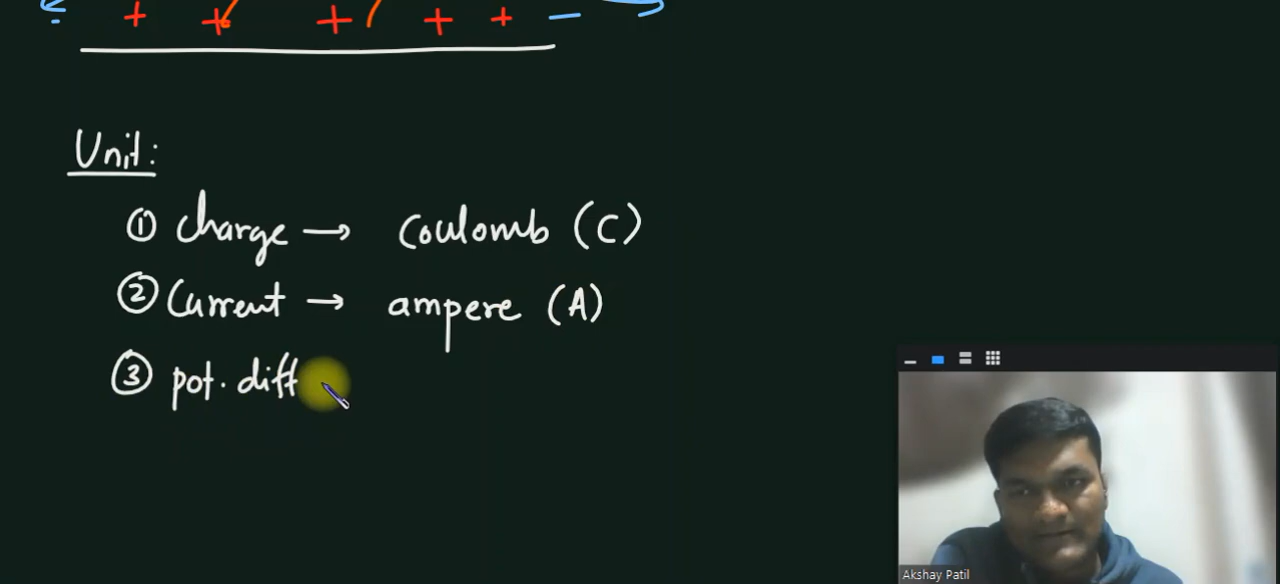 + + + + + −
Unit:
① Charge → Coulomb (C)
② Current → ampere (A)
③ pot. diff
Akshay Patil